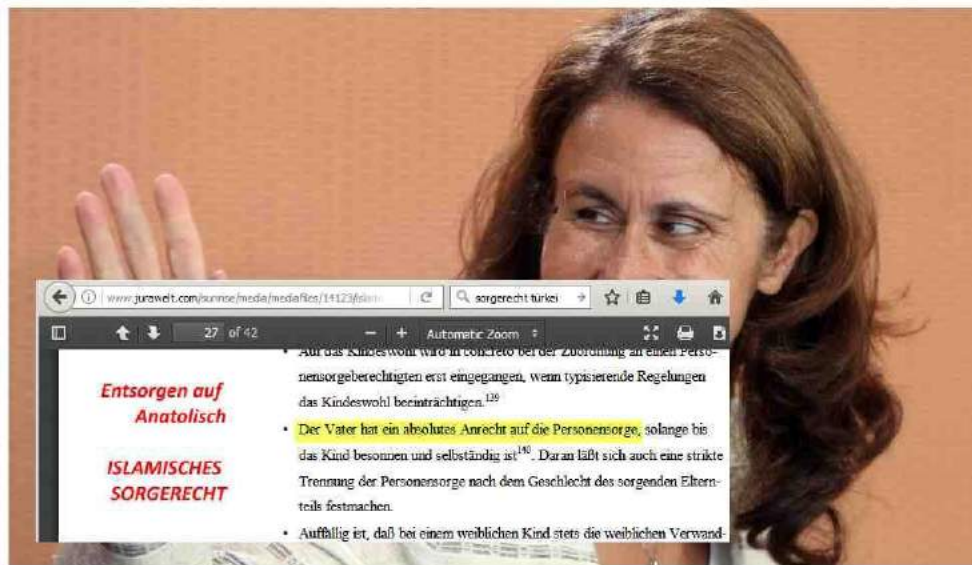 www.jurawelt.com/sunrise/media/mediafiles/14123/
sorgerecht türkei
27 of 42
Automatic Zoom
Entsorgen auf
Anatolisch
ISLAMISCHES
SORGERECHT
• Auf das Kindeswohl wird in concreto bei der Zuordnung an einen Perso-
nensorgeberechtigten erst eingegangen, wenn typisierende Regelungen
das Kindeswohl beeinträchtigen.139
• Der Vater hat ein absolutes Anrecht auf die Personensorge, solange bis
das Kind besonnen und selbständig ist140. Daran läßt sich auch eine strikte
Trennung der Personensorge nach dem Geschlecht des sorgenden Eltern-
teils festmachen.
• Auffällig ist, daß bei einem weiblichen Kind stets die weiblichen Verwand-